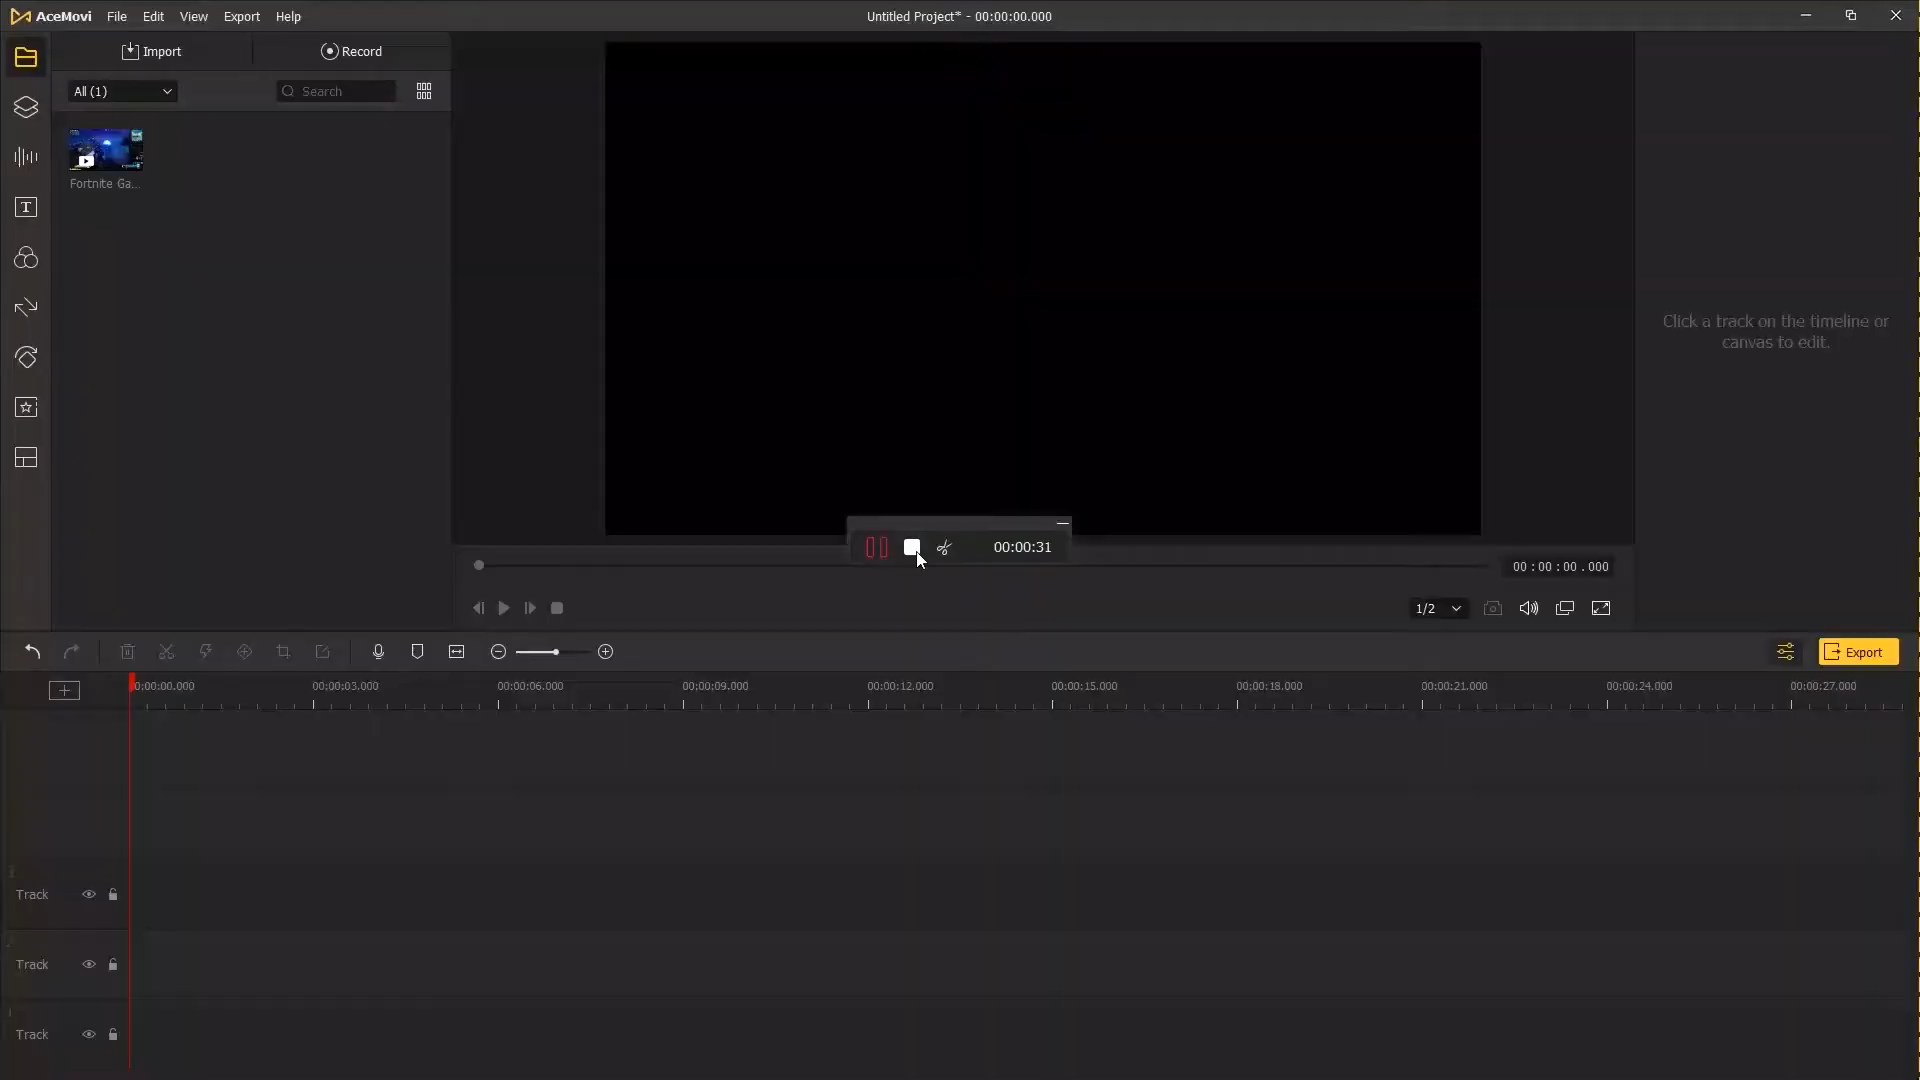 AceMovi File Edit View Export Help
Untitled Project* - 00:00:00.000
Import
Record
All (1)
Search
Fortnite Ga...
Click a track on the timeline or
canvas to edit.
00:00:31
00:00:00.000
1/2
Export
0:00:00.000 00:00:03.000 00:00:06.000 00:00:09.000 00:00:12.000 00:00:15.000 00:00:18.000 00:00:21.000 00:00:24.000 00:00:27.000
Track
Track
Track